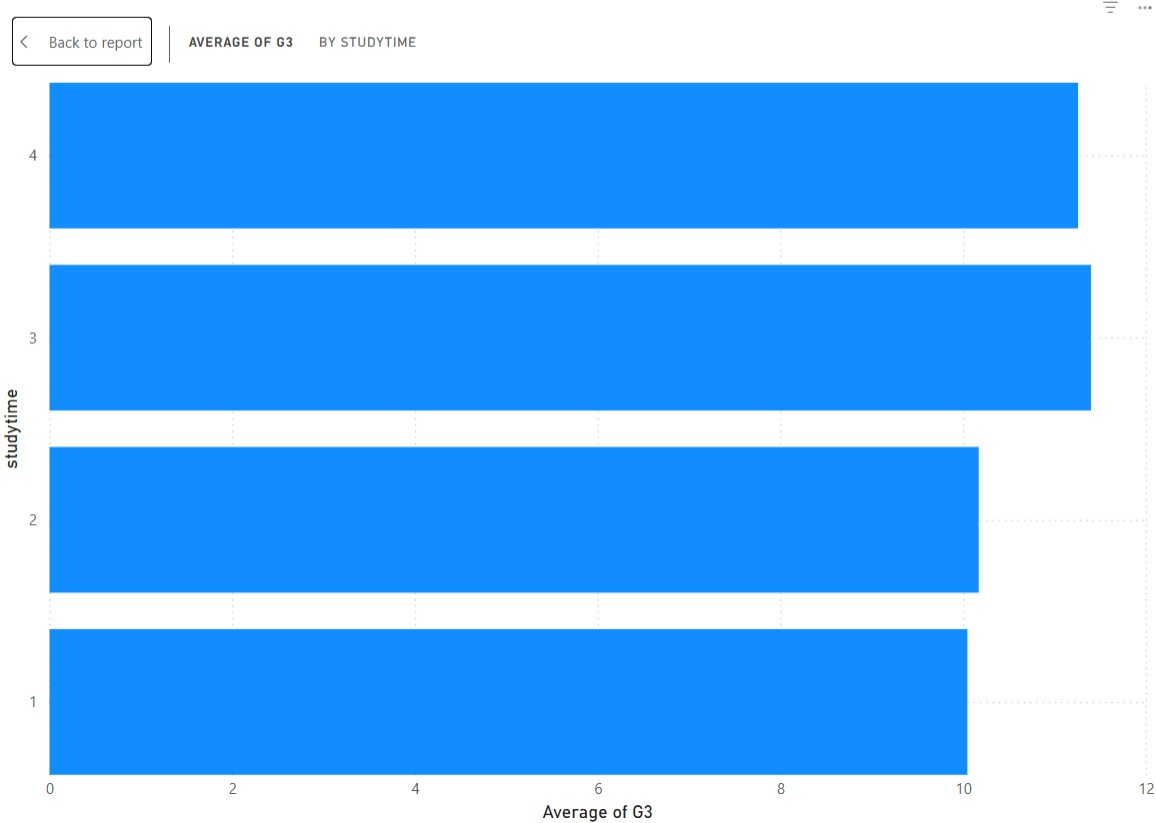 Back to report
AVERAGE OF G3 BY STUDYTIME
4
3
2
1
studytime
0 2 4 6 8 10 12
Average of G3